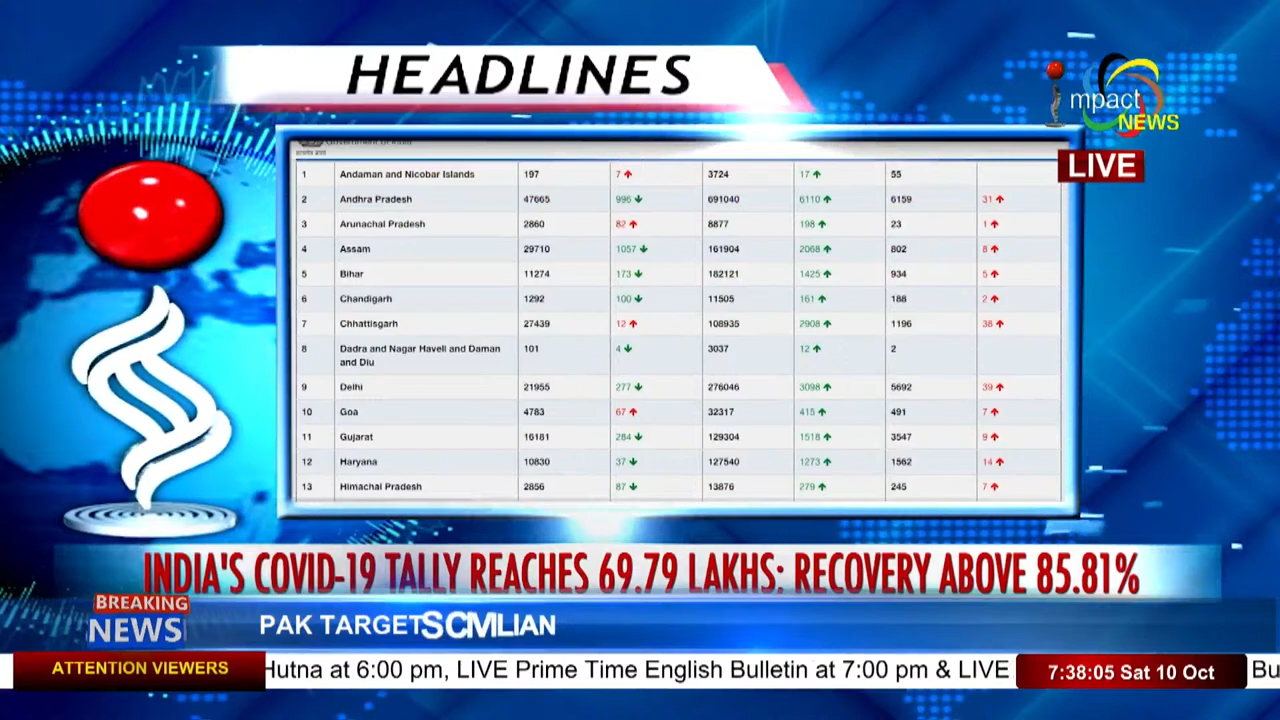 HEADLINES
impact
NEWS
LIVE
Government of India
1 Andaman and Nicobar Islands 197 7 ↑ 3724 17 ↑ 55
2 Andhra Pradesh 47665 996 ↓ 691040 6110 ↑ 6159 31 ↑
3 Arunachal Pradesh 2860 82 ↑ 8877 198 ↑ 23 1 ↑
4 Assam 29710 1057 ↓ 161904 2068 ↑ 802 8 ↑
5 Bihar 11274 173 ↓ 182121 1425 ↑ 934 5 ↑
6 Chandigarh 1292 100 ↓ 11505 161 ↑ 188 2 ↑
7 Chhattisgarh 27439 12 ↑ 108935 2908 ↑ 1196 38 ↑
8 Dadra and Nagar Haveli and Daman 101 4 ↓ 3037 12 ↑ 2
and Diu
9 Delhi 21955 277 ↓ 276046 3098 ↑ 5692 39 ↑
10 Goa 4783 67 ↑ 32317 415 ↑ 491 7 ↑
11 Gujarat 16181 284 ↓ 129304 1518 ↑ 3547 9 ↑
12 Haryana 10830 37 ↓ 127540 1273 ↑ 1562 14 ↑
13 Himachal Pradesh 2856 87 ↓ 13876 279 ↑ 245 7 ↑
INDIA'S COVID-19 TALLY REACHES 69.79 LAKHS; RECOVERY ABOVE 85.81%
BREAKING
NEWS
PAK TARGET
ATTENTION VIEWERS
Hutna at 6:00 pm, LIVE Prime Time English Bulletin at 7:00 pm & LIVE
7:38:05 Sat 10 Oct
Bu